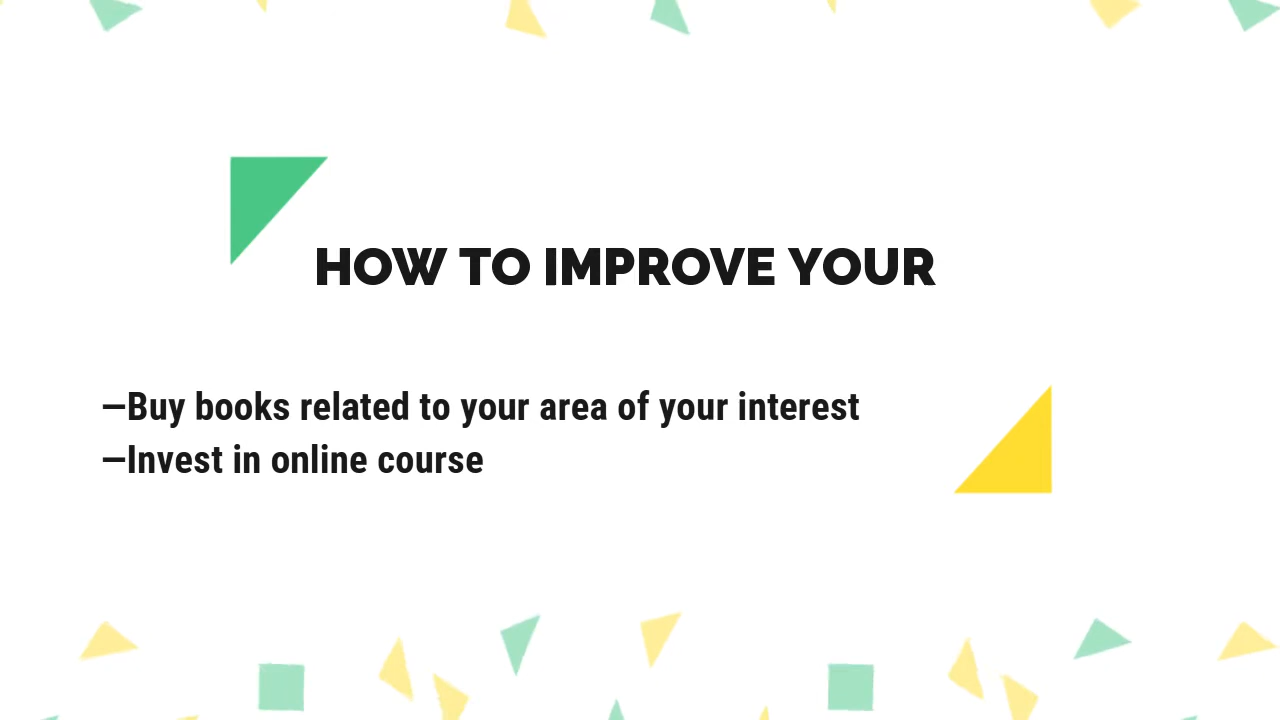 HOW TO IMPROVE YOUR
—Buy books related to your area of your interest
—Invest in online course